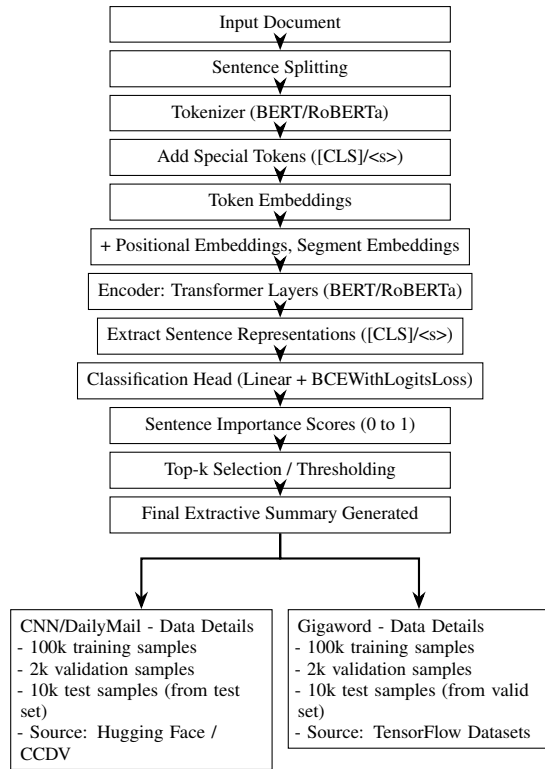 Input Document
Sentence Splitting
Tokenizer (BERT/RoBERTa)
Add Special Tokens ([CLS]/<s>)
Token Embeddings
+ Positional Embeddings, Segment Embeddings
Encoder: Transformer Layers (BERT/RoBERTa)
Extract Sentence Representations ([CLS]/<s>)
Classification Head (Linear + BCEWithLogitsLoss)
Sentence Importance Scores (0 to 1)
Top-k Selection / Thresholding
Final Extractive Summary Generated
CNN/DailyMail - Data Details
- 100k training samples
- 2k validation samples
- 10k test samples (from test
set)
- Source: Hugging Face /
CCDV
Gigaword - Data Details
- 100k training samples
- 2k validation samples
- 10k test samples (from valid
set)
- Source: TensorFlow Datasets